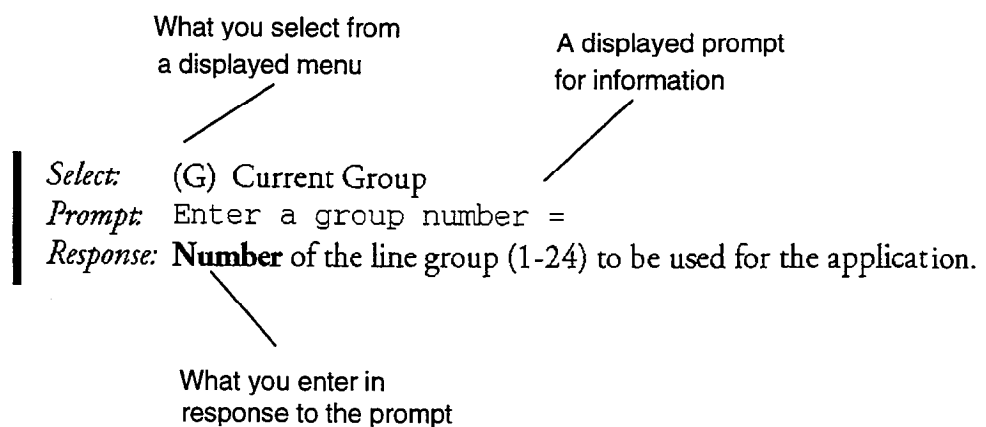 What you select from
a displayed menu
A displayed prompt
for information
Select: (G) Current Group
Prompt: Enter a group number =
Response: Number of the line group (1-24) to be used for the application.
What you enter in
response to the prompt